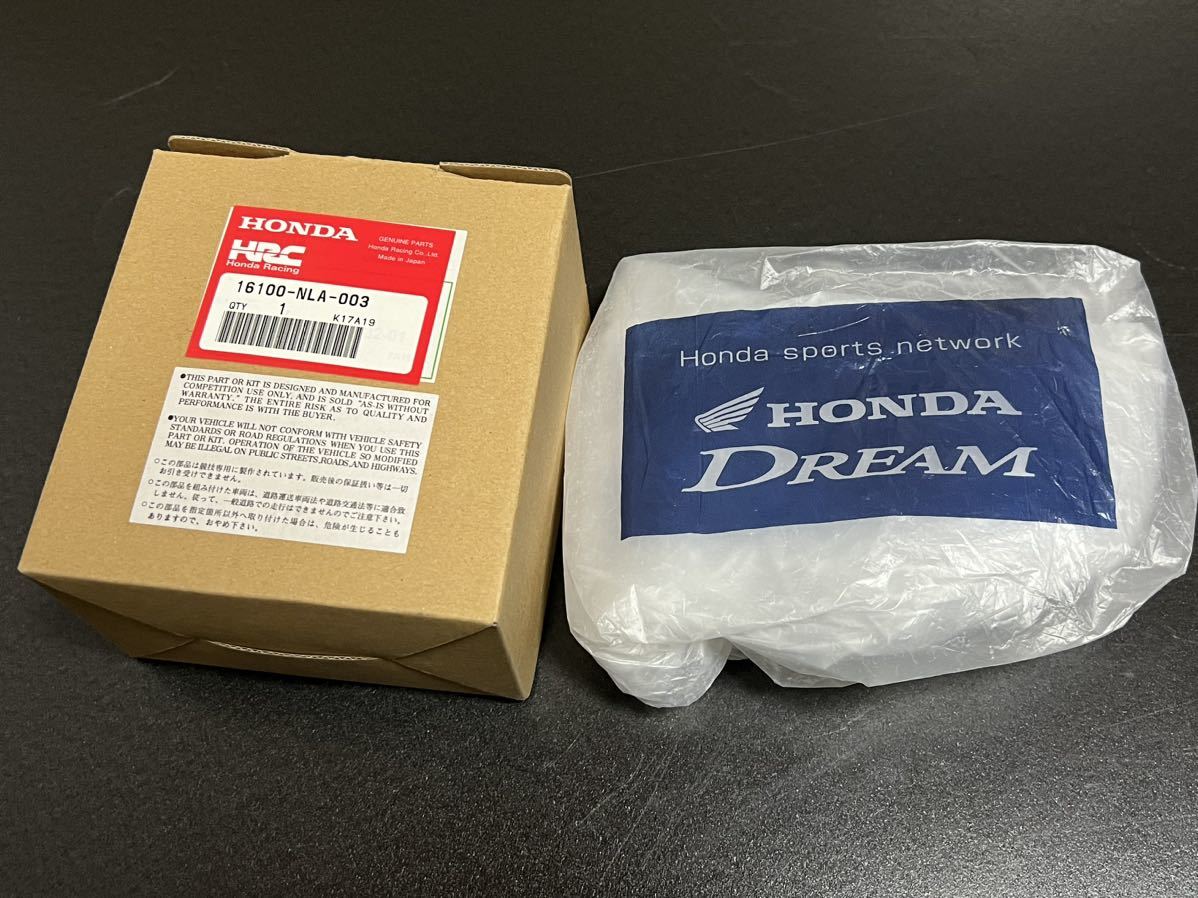 HONDA
HRC
Honda Racing
GENUINE PARTS
Honda Racing Co.,Ltd.
Made in Japan
16100-NLA-003
QTY 1 K17A19
●THIS PART OR KIT IS DESIGNED AND MANUFACTURED FOR
COMPETITION USE ONLY, AND IS SOLD "AS-IS WITHOUT
WARRANTY." THE ENTIRE RISK AS TO QUALITY AND
PERFORMANCE IS WITH THE BUYER.
●YOUR VEHICLE WILL NOT CONFORM WITH VEHICLE SAFETY
STANDARDS OR ROAD REGULATIONS WHEN YOU USE THIS
PART OR KIT. OPERATION OF THE VEHICLE SO MODIFIED
MAY BE ILLEGAL ON PUBLIC STREETS,ROADS,AND HIGHWAYS.
○この部品は競技専用に製作されています。販売後の保証扱い等は一切
お引き受けできません。
○この部品を組み付けた車両は、道路運送車両法や道路交通法等に適合致
しません。従って、一般道路での走行はできませんのでご注意下さい。
○この部品を指定箇所以外へ取り付けた場合は、危険が生じることも
ありますので、おやめ下さい。
Honda sports network
HONDA
DREAM